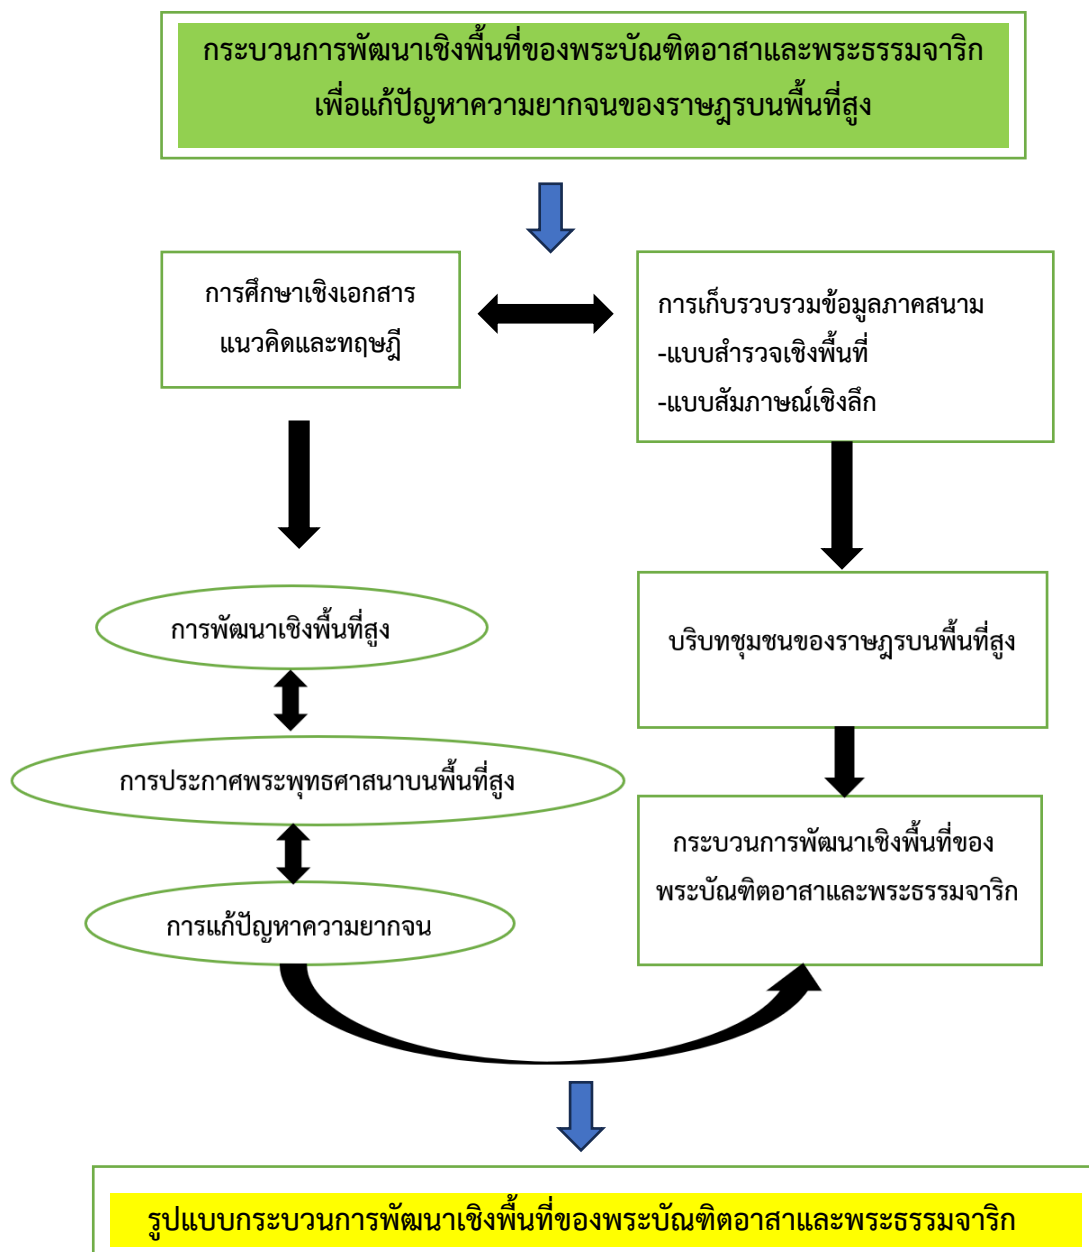 กระบวนการพัฒนาเชิงพื้นที่ของพระบัณฑิตอาสาและพระธรรมจาริก
เพื่อแก้ปัญหาความยากจนของราษฎรบนพื้นที่สูง
การศึกษาเชิงเอกสาร
แนวคิดและทฤษฎี
การเก็บรวบรวมข้อมูลภาคสนาม
-แบบสำรวจเชิงพื้นที่
-แบบสัมภาษณ์เชิงลึก
การพัฒนาเชิงพื้นที่สูง
บริบทชุมชนของราษฎรบนพื้นที่สูง
การประกาศพระพุทธศาสนาบนพื้นที่สูง
กระบวนการพัฒนาเชิงพื้นที่ของ
พระบัณฑิตอาสาและพระธรรมจาริก
การแก้ปัญหาความยากจน
รูปแบบกระบวนการพัฒนาเชิงพื้นที่ของพระบัณฑิตอาสาและพระธรรมจาริก